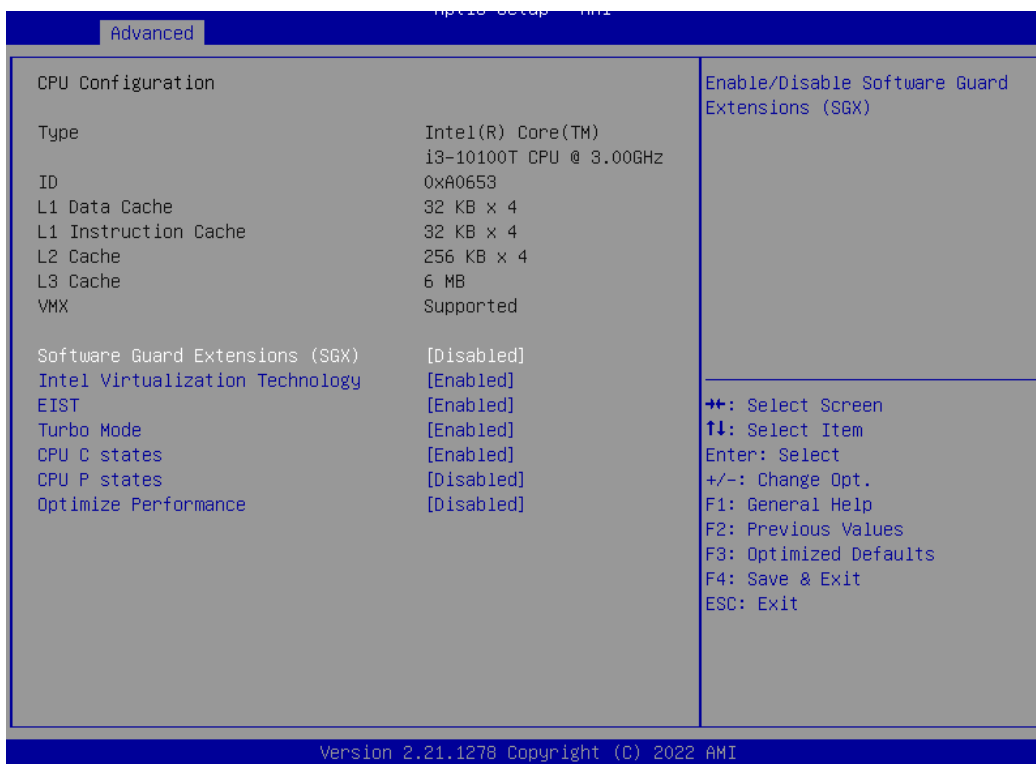 Advanced
CPU Configuration
Type Intel(R) Core(TM)
i3-10100T CPU @ 3.00GHz
ID 0xA0653
L1 Data Cache 32 KB x 4
L1 Instruction Cache 32 KB x 4
L2 Cache 256 KB x 4
L3 Cache 6 MB
VMX Supported
Software Guard Extensions (SGX) [Disabled]
Intel Virtualization Technology [Enabled]
EIST [Enabled]
Turbo Mode [Enabled]
CPU C states [Enabled]
CPU P states [Disabled]
Optimize Performance [Disabled]
Enable/Disable Software Guard
Extensions (SGX)
→←: Select Screen
↑↓: Select Item
Enter: Select
+/-: Change Opt.
F1: General Help
F2: Previous Values
F3: Optimized Defaults
F4: Save & Exit
ESC: Exit
Version 2.21.1278 Copyright (C) 2022 AMI